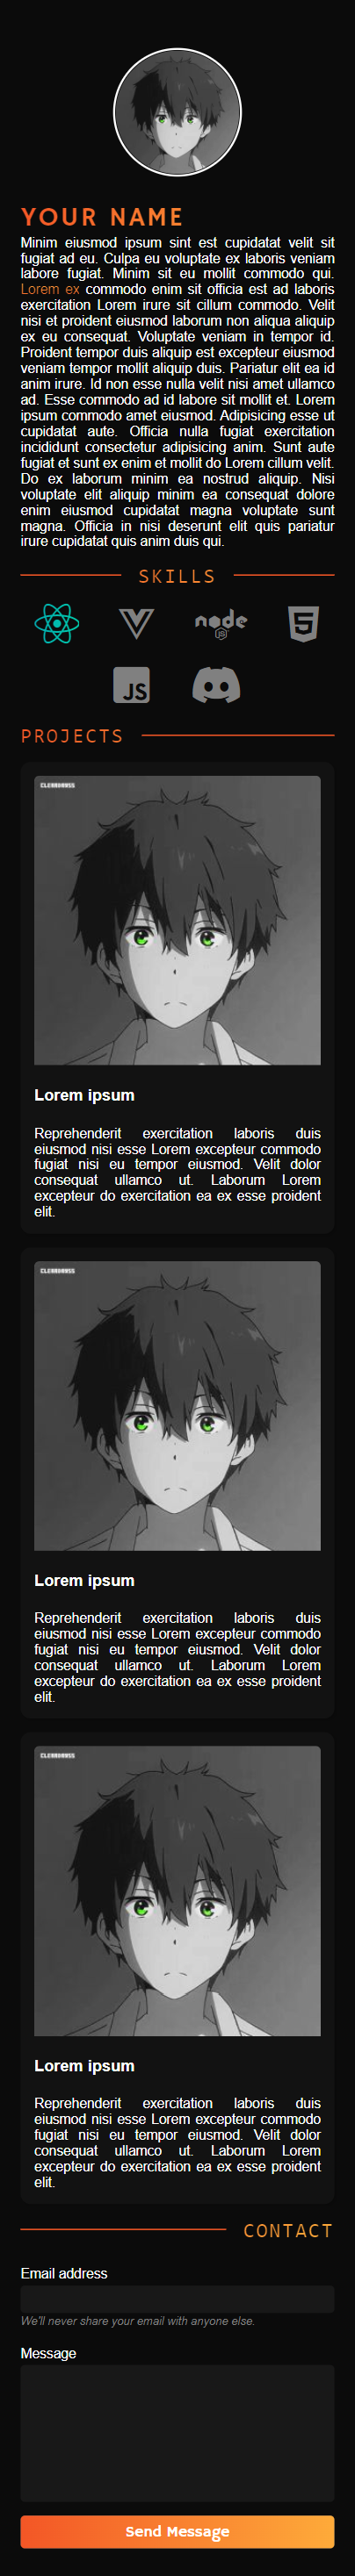 YOUR NAME
Minim eiusmod ipsum sint est cupidatat velit sit
fugiat ad eu. Culpa eu voluptate ex laboris veniam
labore fugiat. Minim sit eu mollit commodo qui.
Lorem ex commodo enim sit officia est ad laboris
exercitation Lorem irure sit cillum commodo. Velit
nisi et proident eiusmod laborum non aliqua aliquip
ex eu consequat. Voluptate veniam in tempor id.
Proident tempor duis aliquip est excepteur eiusmod
veniam tempor mollit aliquip duis. Pariatur elit ea id
anim irure. Id non esse nulla velit nisi amet ullamco
ad. Esse commodo ad id labore sit mollit et. Lorem
ipsum commodo amet eiusmod. Adipisicing esse ut
cupidatat aute. Officia nulla fugiat exercitation
incididunt consectetur adipisicing anim. Sunt aute
fugiat et sunt ex enim et mollit do Lorem cillum velit.
Do ex laborum minim ea nostrud aliquip. Nisi
voluptate elit aliquip minim ea consequat dolore
enim eiusmod cupidatat magna voluptate sunt
magna. Officia in nisi deserunt elit quis pariatur
irure cupidatat quis anim duis qui.
SKILLS
node
JS
5
JS
PROJECTS
Lorem ipsum
Reprehenderit exercitation laboris duis
eiusmod nisi esse Lorem excepteur commodo
fugiat nisi eu tempor eiusmod. Velit dolor
consequat ullamco ut. Laborum Lorem
excepteur do exercitation ea ex esse proident
elit.
Lorem ipsum
Reprehenderit exercitation laboris duis
eiusmod nisi esse Lorem excepteur commodo
fugiat nisi eu tempor eiusmod. Velit dolor
consequat ullamco ut. Laborum Lorem
excepteur do exercitation ea ex esse proident
elit.
Lorem ipsum
Reprehenderit exercitation laboris duis
eiusmod nisi esse Lorem excepteur commodo
fugiat nisi eu tempor eiusmod. Velit dolor
consequat ullamco ut. Laborum Lorem
excepteur do exercitation ea ex esse proident
elit.
CONTACT
Email address
We'll never share your email with anyone else.
Message
Send Message